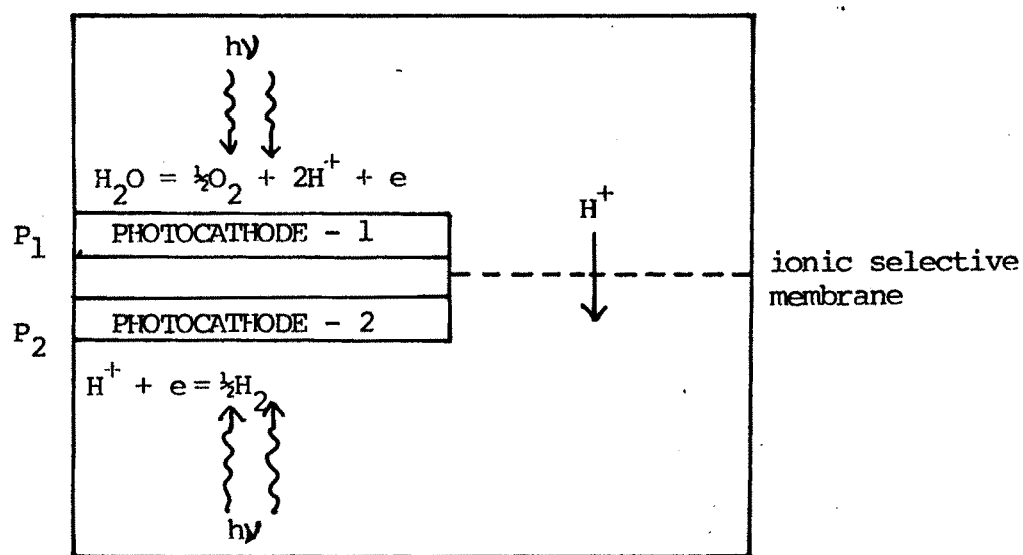 hν
H₂O = ½O₂ + 2H⁺ + e
H⁺
P₁ PHOTOCATHODE - 1
ionic selective
membrane
P₂ PHOTOCATHODE - 2
H⁺ + e = ½H₂
hν